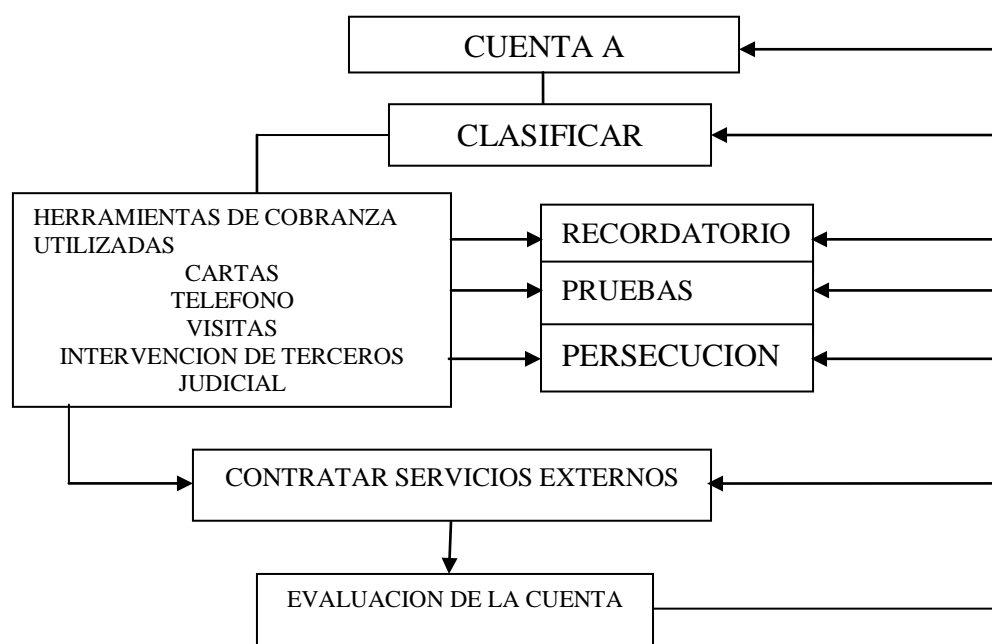 CUENTA A
CLASIFICAR
HERRAMIENTAS DE COBRANZA
UTILIZADAS
CARTAS
TELEFONO
VISITAS
INTERVENCION DE TERCEROS
JUDICIAL
RECORDATORIO
PRUEBAS
PERSECUCION
CONTRATAR SERVICIOS EXTERNOS
EVALUACION DE LA CUENTA